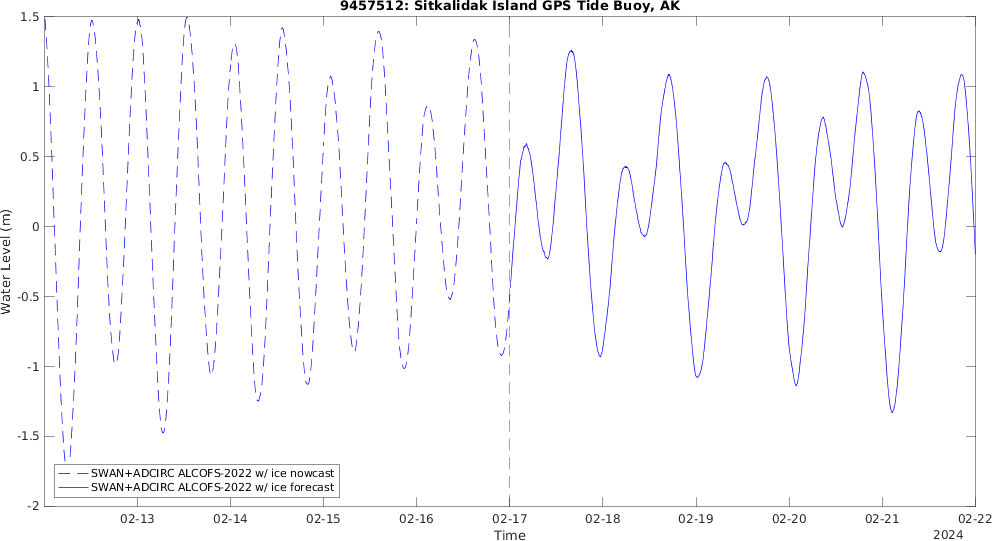 9457512: Sitkalidak Island GPS Tide Buoy, AK
1.5
1
0.5
0
-0.5
-1
-1.5
-2
Water Level (m)
SWAN+ADCIRC ALCOFS-2022 w/ ice nowcast
SWAN+ADCIRC ALCOFS-2022 w/ ice forecast
02-13 02-14 02-15 02-16 02-17 02-18 02-19 02-20 02-21 02-22
Time
2024